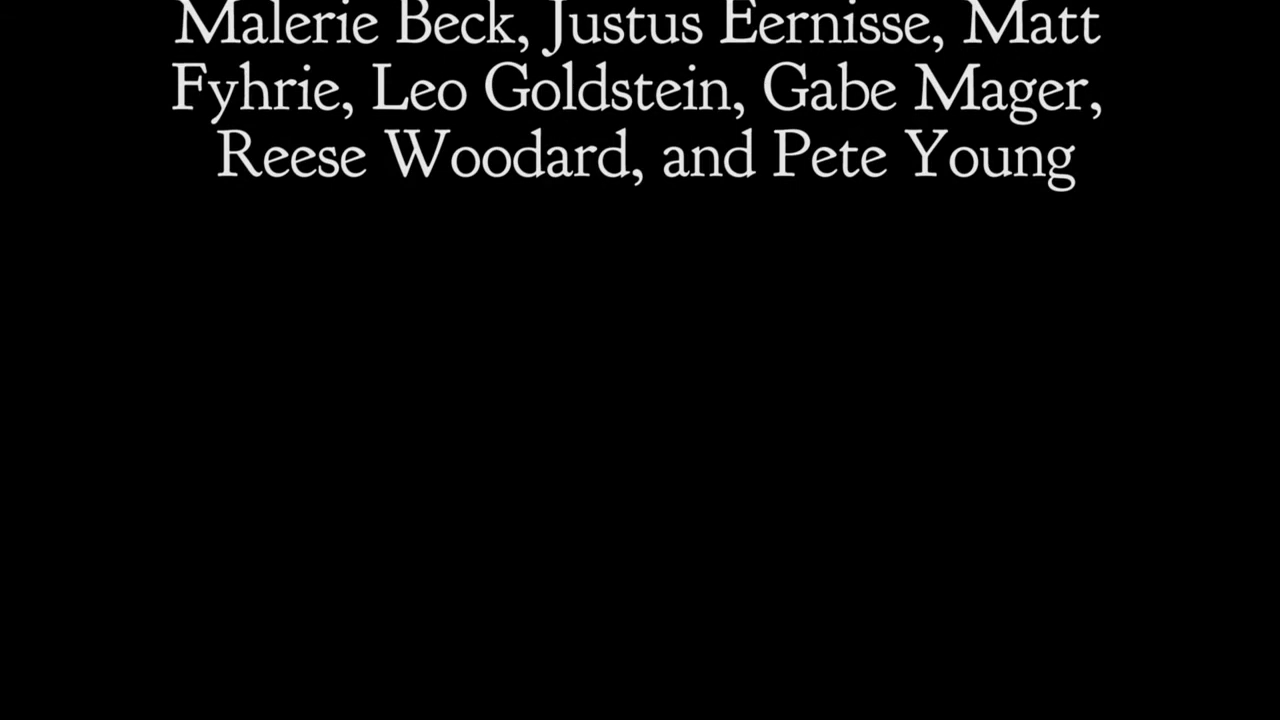 Malerie Beck, Justus Eernisse, Matt
Fyhrie, Leo Goldstein, Gabe Mager,
Reese Woodard, and Pete Young